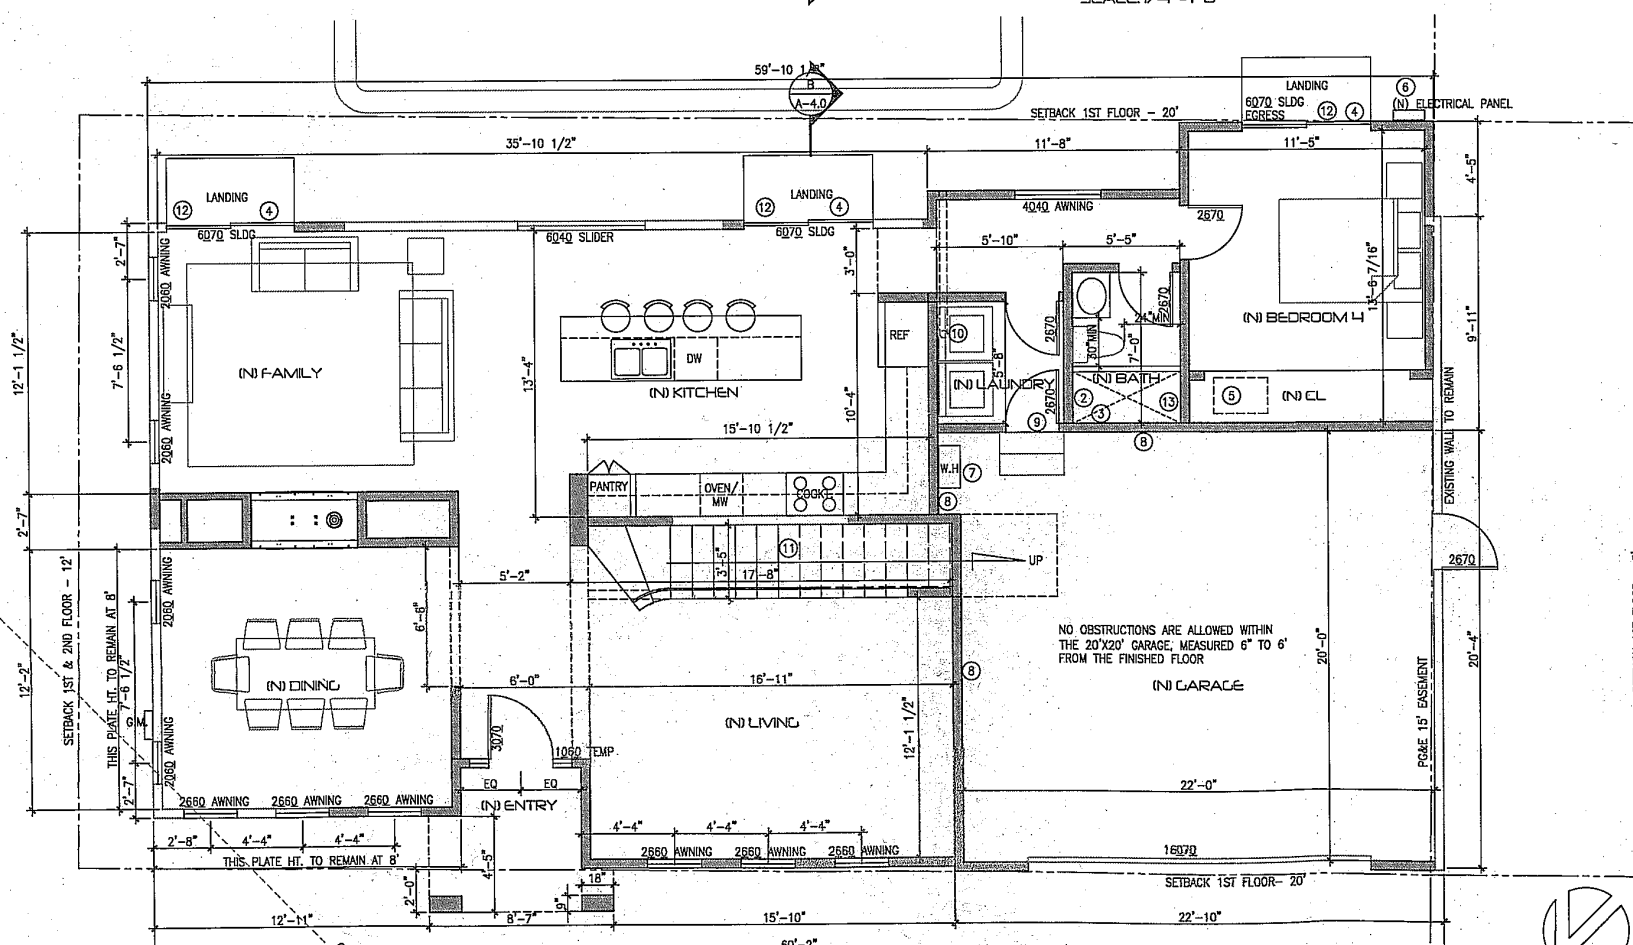 59'-10 1/8"
B
A-4.0
LANDING
6070 SLDG
EGRESS
12
4
6
(N) ELECTRICAL PANEL
SETBACK 1ST FLOOR - 20'
35'-10 1/2"
11'-8"
11'-5"
4'-5"
LANDING
12
4
6070 SLDG
6040 SLIDER
LANDING
12
4
6070 SLDG
4040 AWNING
2670
2'-7"
2060 AWNING
3'-0"
5'-10"
5'-5"
13'-6-7/16"
12'-1 1/2"
7'-6 1/2"
(N) FAMILY
13'-4"
DW
(N) KITCHEN
REF
10
5'-8"
2670
2670
24" MIN
30" MIN
7'-0"
(N) BEDROOM 4
9'-11"
(N) LAUNDRY
(N) BATH
2
3
13
5
(N) CL
2060 AWNING
10'-4"
2670
9
15'-10 1/2"
8
EXISTING WALL TO REMAIN
W.H
7
8
PANTRY
OVEN/
MW
COOKT
2'-7"
11
3'-5"
17'-8"
UP
2670
5'-2"
SETBACK 1ST & 2ND FLOOR - 12'
THIS PLATE HT. TO REMAIN AT 8'
2060 AWNING
6'-6"
12'-2"
7'-6 1/2"
(N) DINING
6'-0"
16'-11"
8
NO OBSTRUCTIONS ARE ALLOWED WITHIN
THE 20'X20' GARAGE, MEASURED 6" TO 6'
FROM THE FINISHED FLOOR
(N) GARAGE
20'-0"
20'-4"
PG&E 15' EASEMENT
G.M.
2060 AWNING
2'-7"
3070
1060 TEMP
(N) LIVING
12'-1 1/2"
EQ
EQ
(N) ENTRY
22'-0"
2660 AWNING
2660 AWNING
2660 AWNING
2'-8"
4'-4"
4'-4"
THIS PLATE HT. TO REMAIN AT 8'
4'-4"
4'-4"
4'-4"
2660 AWNING
2660 AWNING
2660 AWNING
16070
SETBACK 1ST FLOOR- 20'
4'-5"
2'-0"
18"
9"
12'-11"
8'-7"
15'-10"
22'-10"
60'-2"